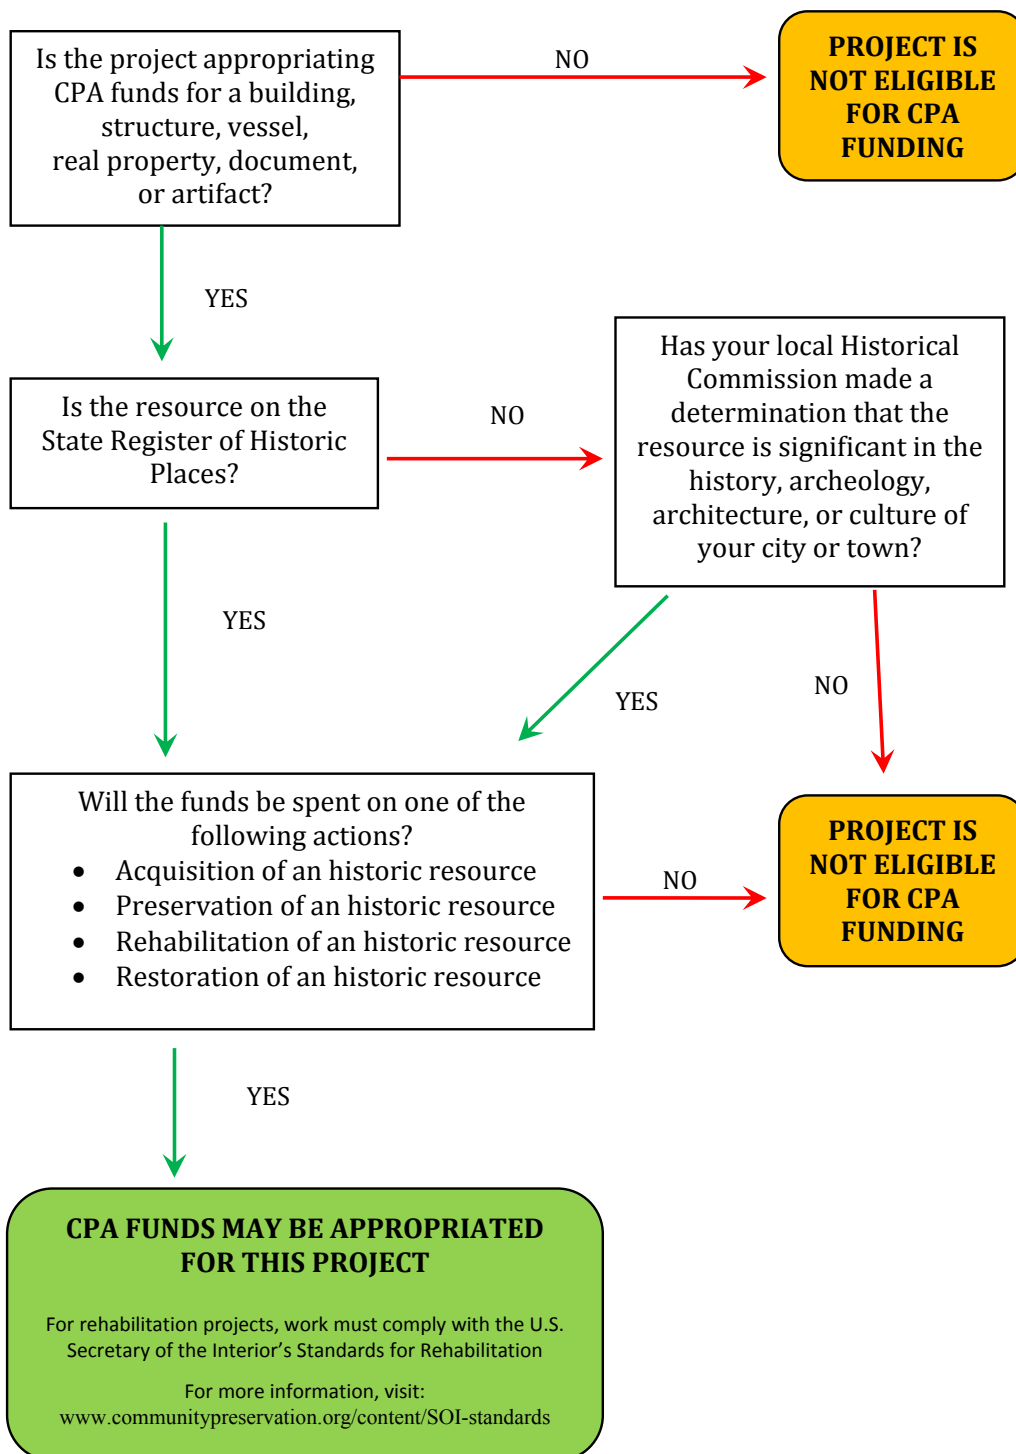 Is the project appropriating
CPA funds for a building,
structure, vessel,
real property, document,
or artifact?
NO
PROJECT IS
NOT ELIGIBLE
FOR CPA
FUNDING
YES
Is the resource on the
State Register of Historic
Places?
NO
Has your local Historical
Commission made a
determination that the
resource is significant in the
history, archeology,
architecture, or culture of
your city or town?
YES
YES
NO
Will the funds be spent on one of the
following actions?
• Acquisition of an historic resource
• Preservation of an historic resource
• Rehabilitation of an historic resource
• Restoration of an historic resource
NO
PROJECT IS
NOT ELIGIBLE
FOR CPA
FUNDING
YES
CPA FUNDS MAY BE APPROPRIATED
FOR THIS PROJECT
For rehabilitation projects, work must comply with the U.S.
Secretary of the Interior’s Standards for Rehabilitation
For more information, visit:
www.communitypreservation.org/content/SOI-standards